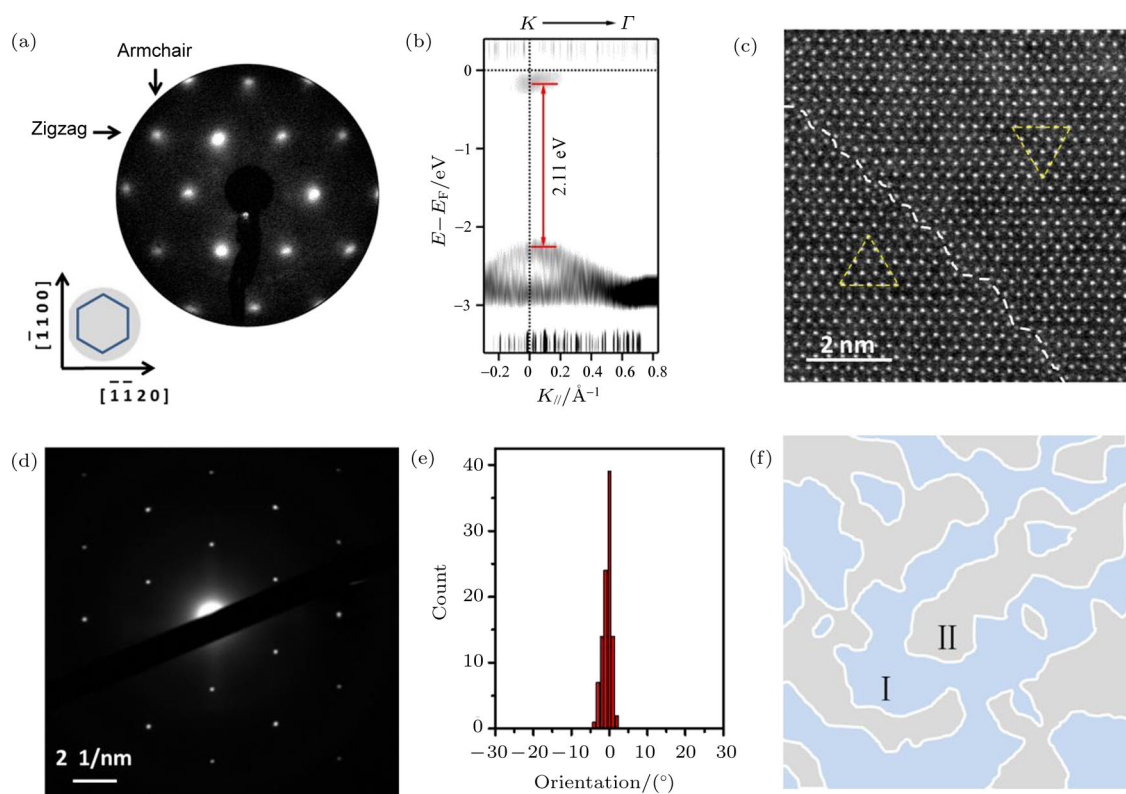 (a)
Armchair
Zigzag
[1̄100]
[1̄1̄20]
(b)
K
Γ
0
−1
−2
−3
E−E_F/eV
2.11 eV
−0.2 0 0.2 0.4 0.6 0.8
K_{//}/Å⁻¹
(c)
2 nm
(d)
2 1/nm
(e)
40
30
20
10
0
Count
−30 −20 −10 0 10 20 30
Orientation/(°)
(f)
II
I